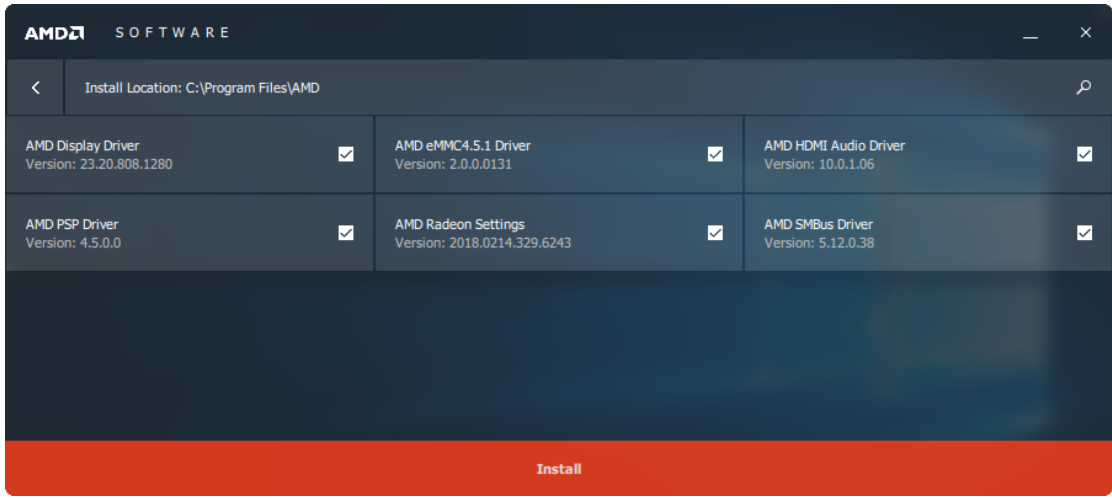 AMD SOFTWARE
Install Location: C:\Program Files\AMD
AMD Display Driver
Version: 23.20.808.1280
AMD eMMC4.5.1 Driver
Version: 2.0.0.0131
AMD HDMI Audio Driver
Version: 10.0.1.06
AMD PSP Driver
Version: 4.5.0.0
AMD Radeon Settings
Version: 2018.0214.329.6243
AMD SMBus Driver
Version: 5.12.0.38
Install